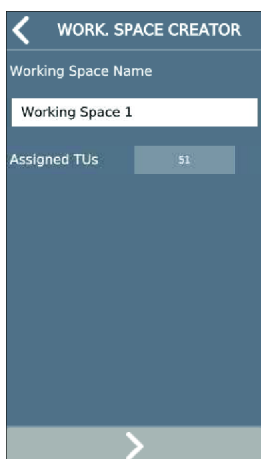 WORK. SPACE CREATOR
Working Space Name
Working Space 1
Assigned TUs 51